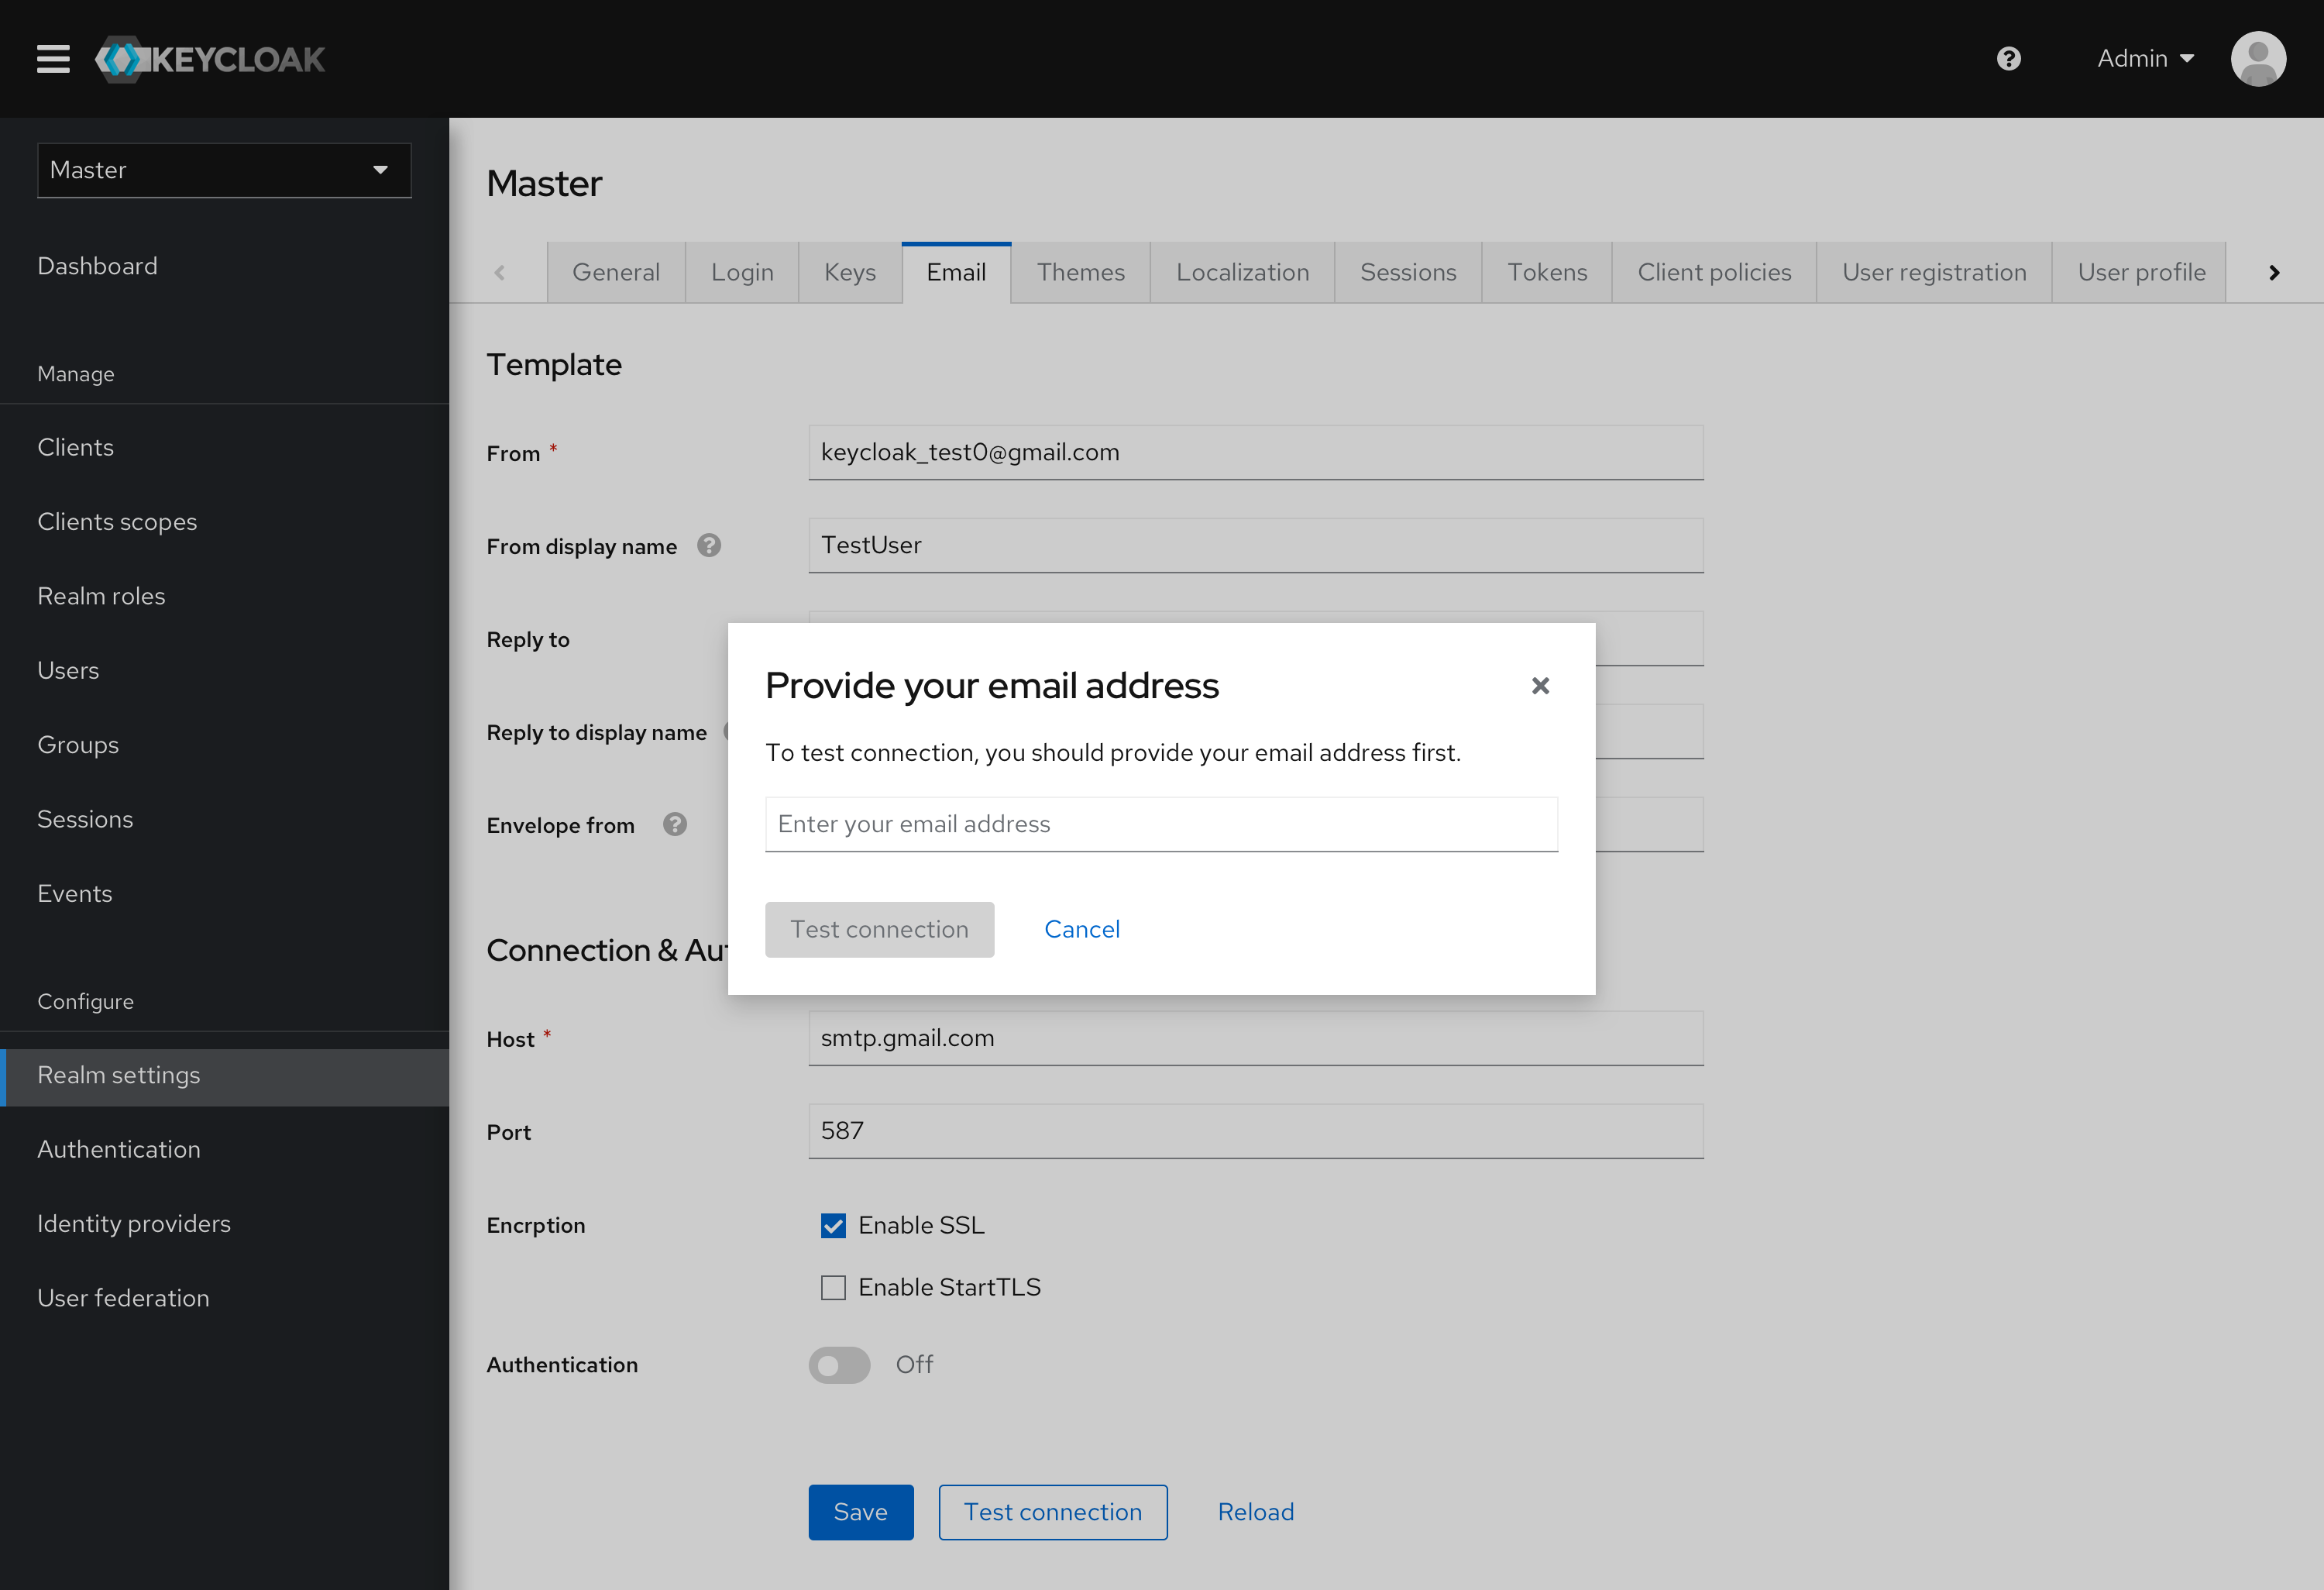 KEYCLOAK
Admin
Master
Dashboard
Manage
Clients
Clients scopes
Realm roles
Users
Groups
Sessions
Events
Configure
Realm settings
Authentication
Identity providers
User federation
Master
General Login Keys Email Themes Localization Sessions Tokens Client policies User registration User profile
Template
From * keycloak_test0@gmail.com
From display name TestUser
Reply to
Reply to display name
Envelope from
Provide your email address
To test connection, you should provide your email address first.
Enter your email address
Test connection Cancel
Connection & Au
Host * smtp.gmail.com
Port 587
Encrption Enable SSL
Enable StartTLS
Authentication Off
Save Test connection Reload